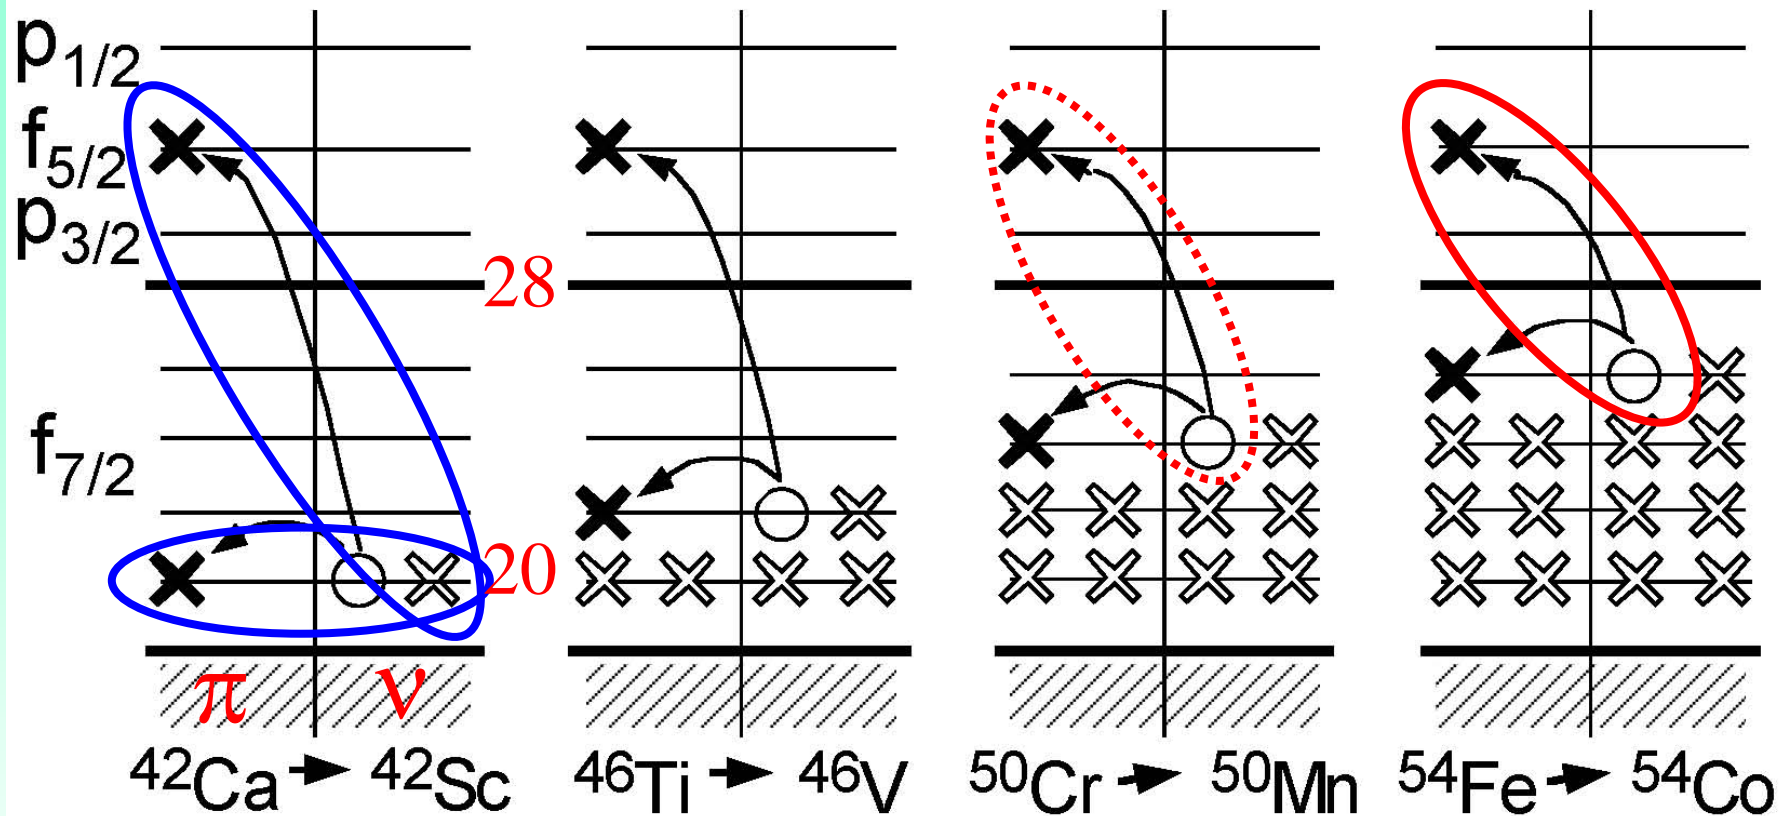 p1/2
f5/2
p3/2
28
f7/2
20
π ν
⁴²Ca → ⁴²Sc ⁴⁶Ti → ⁴⁶V ⁵⁰Cr → ⁵⁰Mn ⁵⁴Fe → ⁵⁴Co